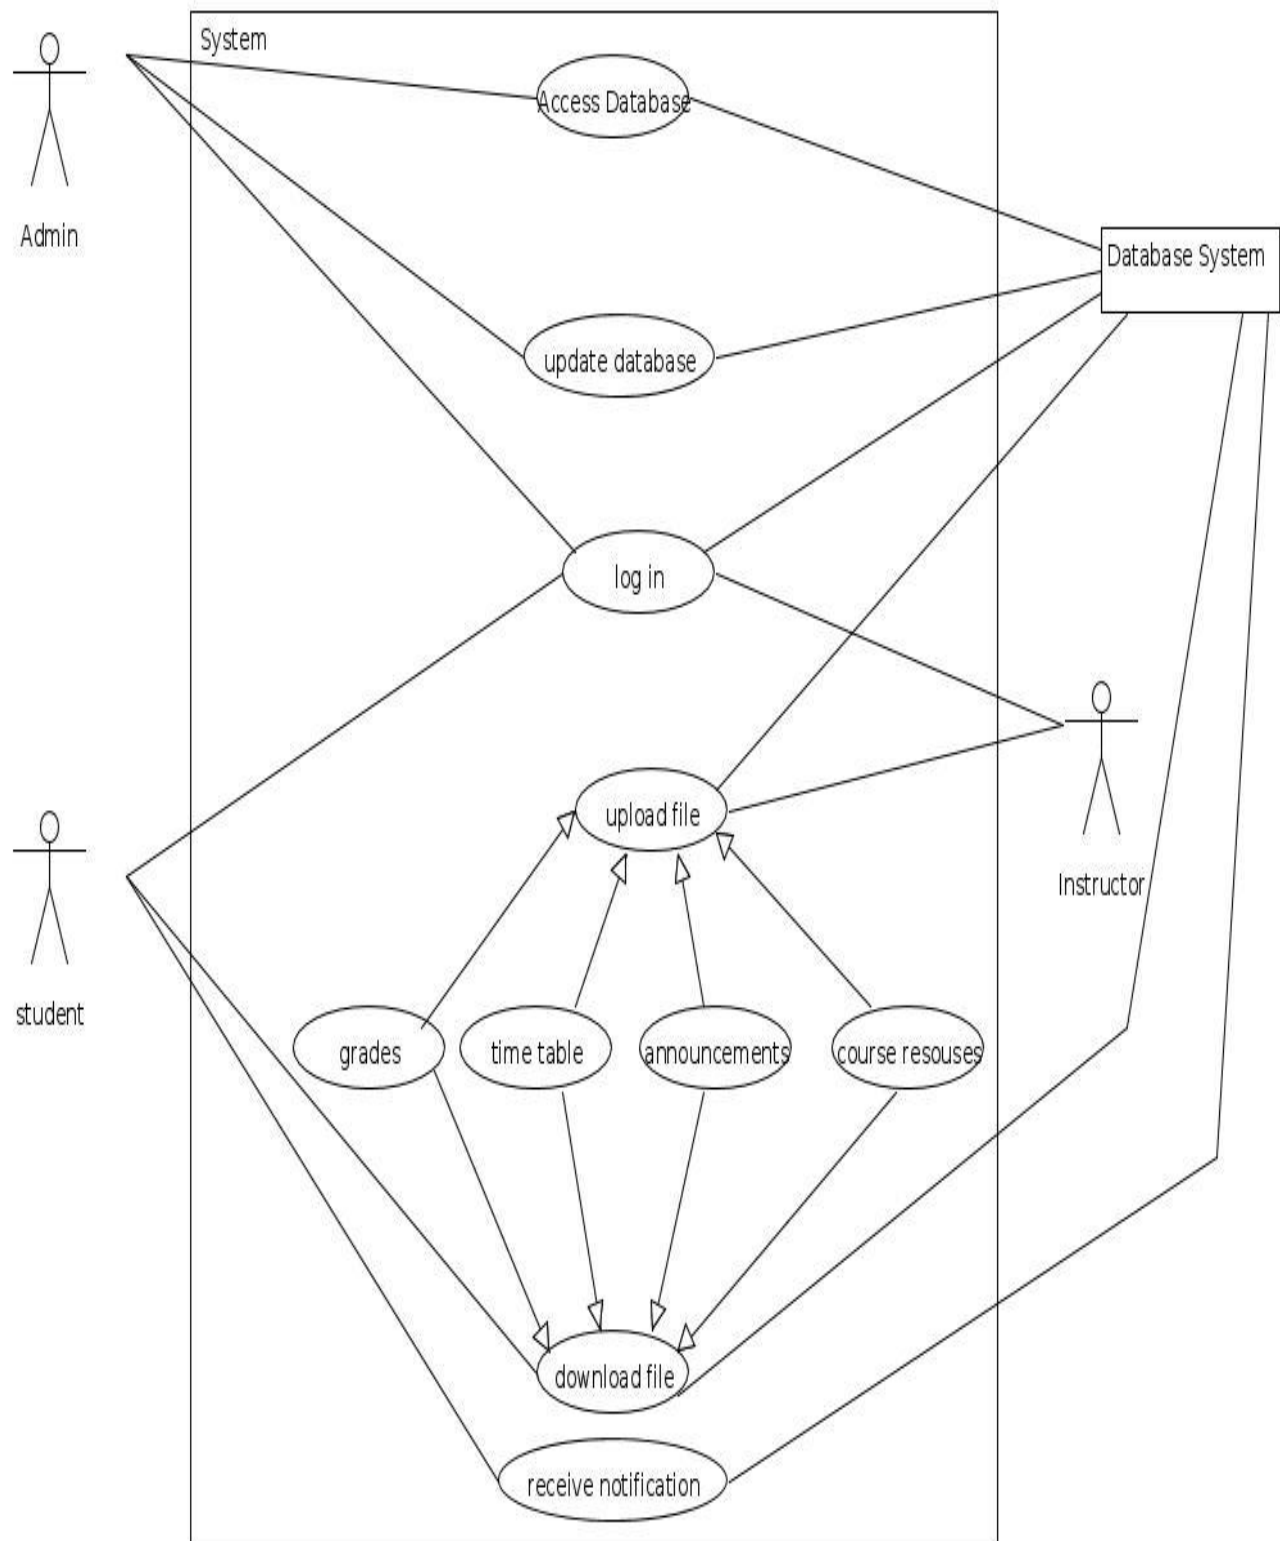 System
Access Database
Admin
Database System
update database
log in
upload file
Instructor
student
grades
time table
announcements
course resouses
download file
receive notification